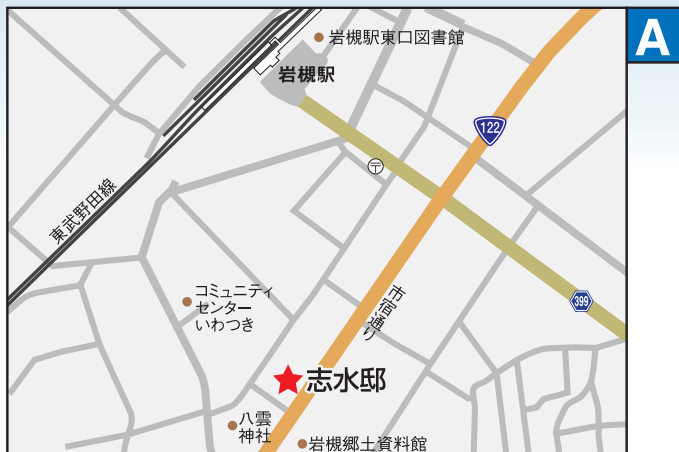 A
岩槻駅東口図書館
岩槻駅
122
〒
東武野田線
399
コミュニティ
センター
いわつき
市宿通り
志水邸
八雲
神社
岩槻郷土資料館